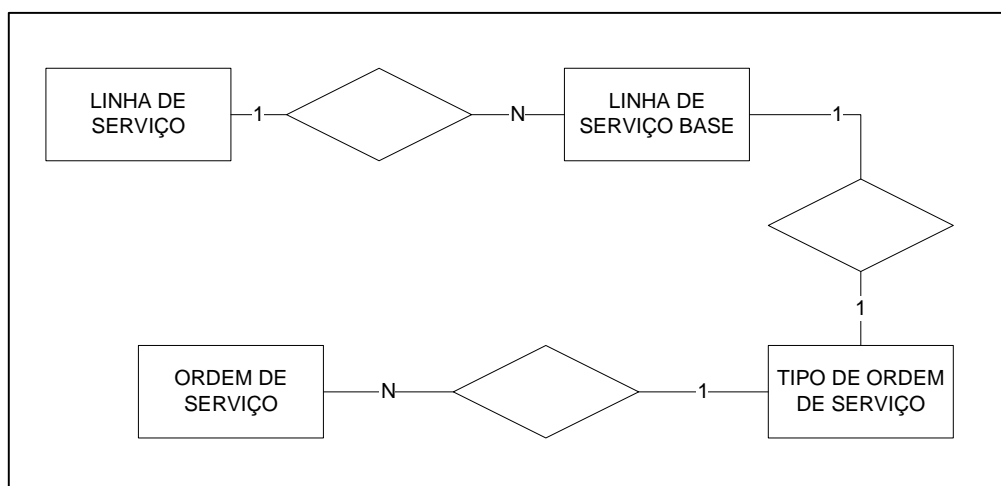 LINHA DE
SERVIÇO
1
N
LINHA DE
SERVIÇO BASE
1
1
ORDEM DE
SERVIÇO
N
1
TIPO DE ORDEM
DE SERVIÇO